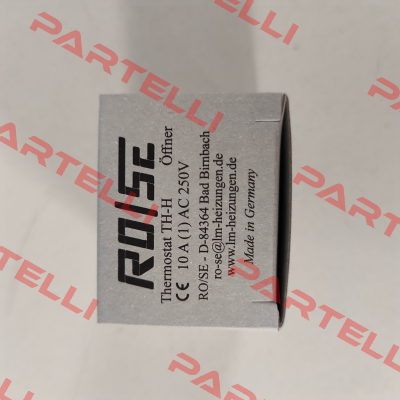 RO/SE
Thermostat TH-H Öffner
CE 10 A (1) AC 250V
RO/SE - D-84364 Bad Birnbach
ro-se@lm-heizungen.de
www.lm-heizungen.de
Made in Germany
PARTELLI
PARTELLI
PARTELLI
PARTELLI
PARTELLI